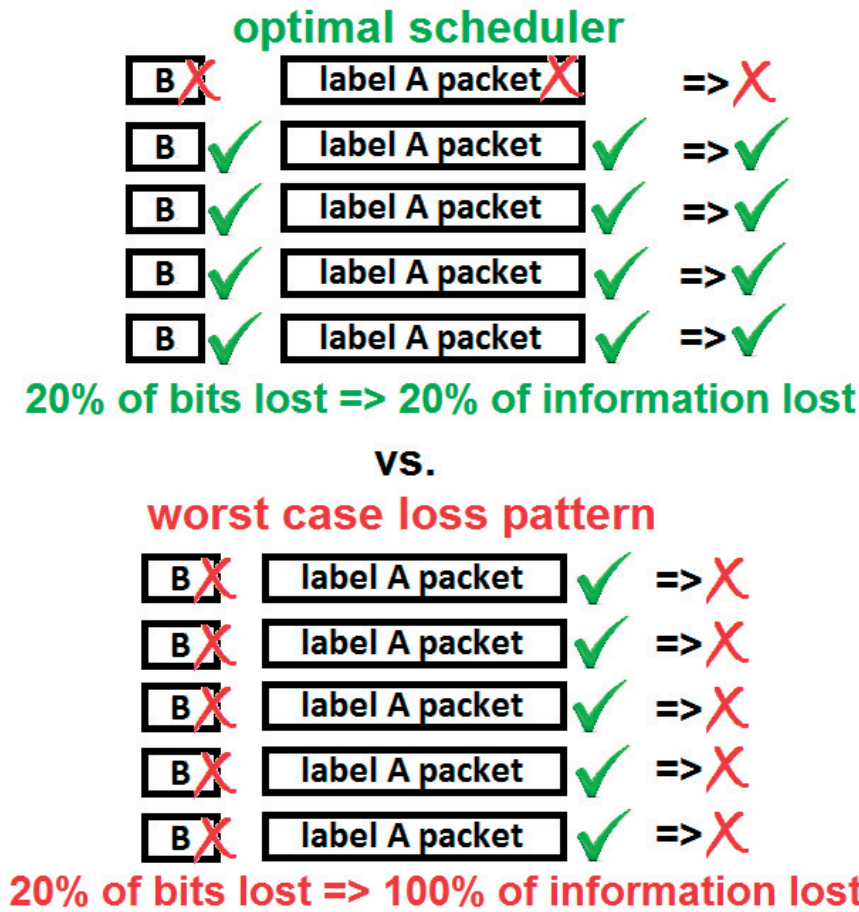 optimal scheduler
B label A packet =>
B label A packet =>
B label A packet =>
B label A packet =>
B label A packet =>
20% of bits lost => 20% of information lost
vs.
worst case loss pattern
B label A packet =>
B label A packet =>
B label A packet =>
B label A packet =>
B label A packet =>
20% of bits lost => 100% of information lost